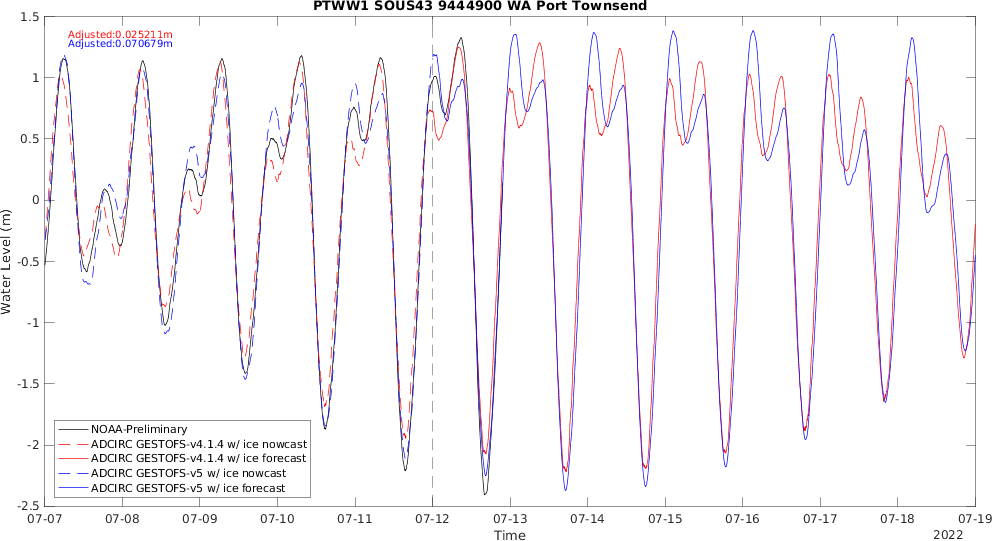 PTWW1 SOUS43 9444900 WA Port Townsend
Adjusted:0.025211m
Adjusted:0.070679m
Water Level (m)
1.5
1
0.5
0
-0.5
-1
-1.5
-2
-2.5
NOAA-Preliminary
ADCIRC GESTOFS-v4.1.4 w/ ice nowcast
ADCIRC GESTOFS-v4.1.4 w/ ice forecast
ADCIRC GESTOFS-v5 w/ ice nowcast
ADCIRC GESTOFS-v5 w/ ice forecast
07-07 07-08 07-09 07-10 07-11 07-12 07-13 07-14 07-15 07-16 07-17 07-18 07-19
Time
2022